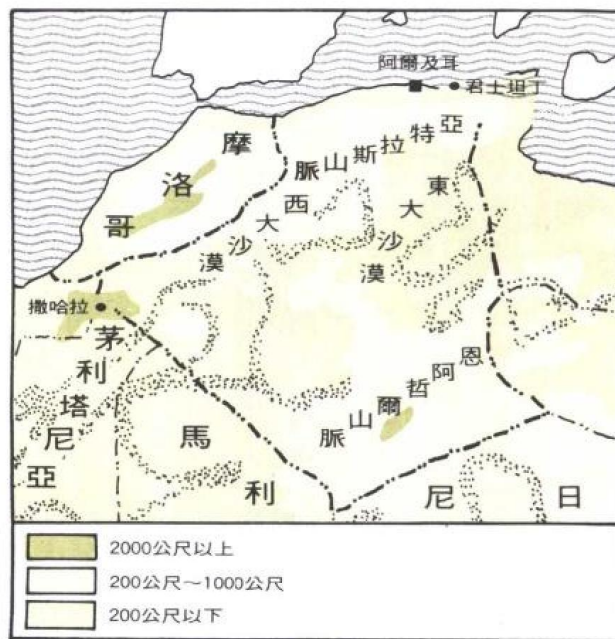 阿爾及耳
君士坦丁
摩洛哥
亞特拉斯山脈
西大沙漠
東大沙漠
撒哈拉
茅利塔尼亞
恩阿哲爾山脈
馬利
尼日
2000公尺以上
200公尺～1000公尺
200公尺以下